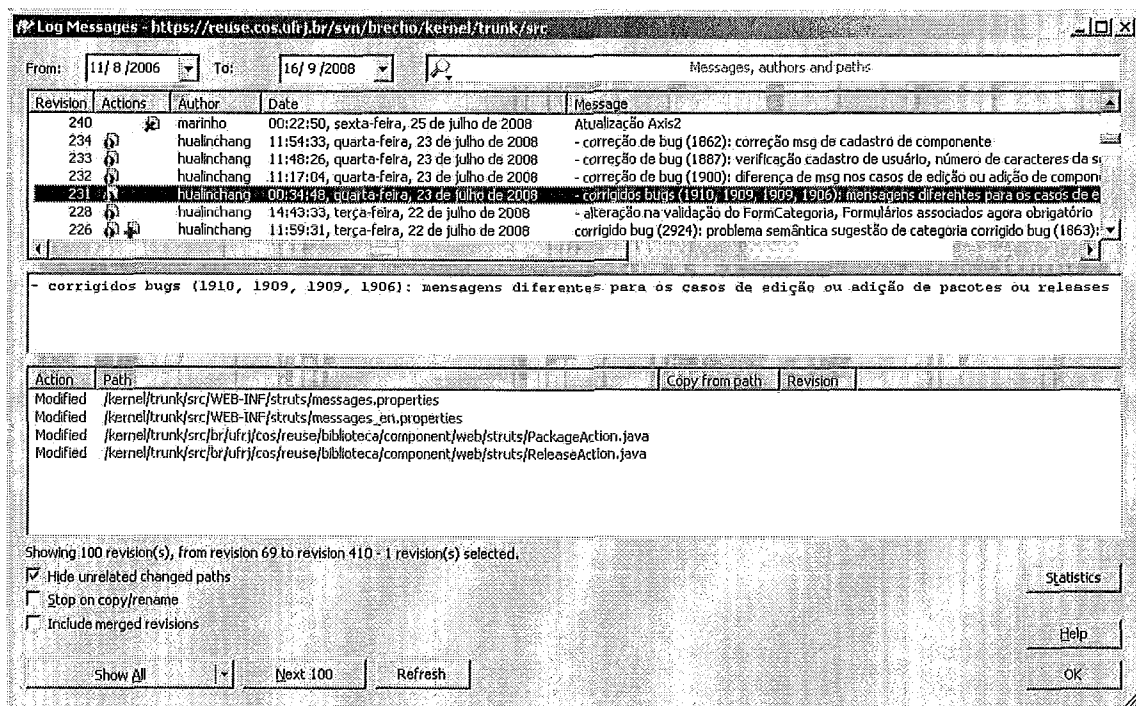 Log Messages - https://reuse.cos.ufrj.br/svn/brecho/kernel/trunk/src
From: 11/ 8 /2006 To: 16/ 9 /2008 Messages, authors and paths
Revision Actions Author Date Message
240 marinho 00:22:50, sexta-feira, 25 de julho de 2008 Atualização Axis2
234 hualinchang 11:54:33, quarta-feira, 23 de julho de 2008 - correção de bug (1862): correção msg de cadastro de componente
233 hualinchang 11:48:26, quarta-feira, 23 de julho de 2008 - correção de bug (1887): verificação cadastro de usuário, número de caracteres da
232 hualinchang 11:17:04, quarta-feira, 23 de julho de 2008 - correção de bug (1900): diferença de msg nos casos de edição ou adição de componi
231 hualinchang 00:34:48, quarta-feira, 23 de julho de 2008 - corrigidos bugs (1910, 1909, 1909, 1906): mensagens diferentes para os casos de e
228 hualinchang 14:43:33, terça-feira, 22 de julho de 2008 - alteração na validação do FormCategoria, Formulários associados agora obrigatório
226 hualinchang 11:59:31, terça-feira, 22 de julho de 2008 corrigido bug (2924): problema semântica sugestão de categoria corrigido bug (1863):
- corrigidos bugs (1910, 1909, 1909, 1906): mensagens diferentes para os casos de edição ou adição de pacotes ou releases
Action Path Copy from path Revision
Modified /kernel/trunk/src/WEB-INF/struts/messages.properties
Modified /kernel/trunk/src/WEB-INF/struts/messages_en.properties
Modified /kernel/trunk/src/br/ufrj/cos/reuse/biblioteca/component/web/struts/PackageAction.java
Modified /kernel/trunk/src/br/ufrj/cos/reuse/biblioteca/component/web/struts/ReleaseAction.java
Showing 100 revision(s), from revision 69 to revision 410 - 1 revision(s) selected.
Hide unrelated changed paths
Statistics
Stop on copy/rename
Include merged revisions
Help
Show All Next 100 Refresh OK